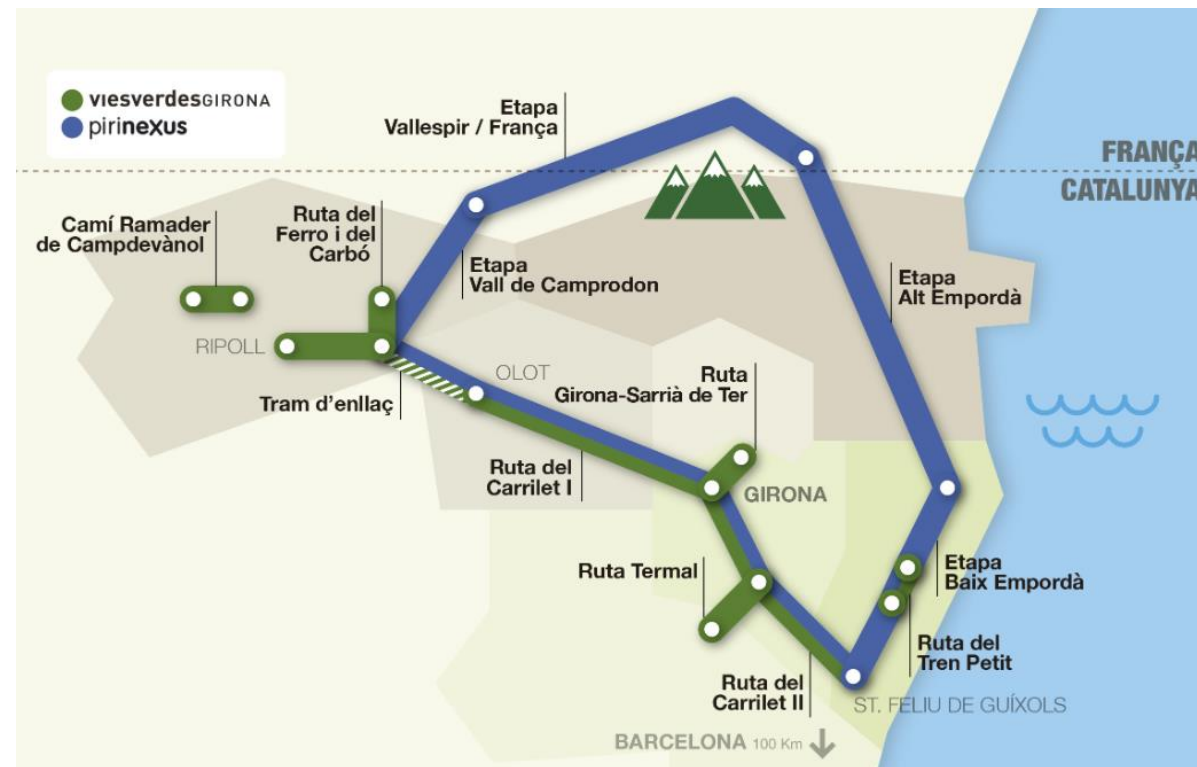 viesverdesGIRONA
pirinexus
Etapa
Vallespir / França
FRANÇA
CATALUNYA
Camí Ramader
de Campdevànol
Ruta del
Ferro i del
Carbó
Etapa
Vall de Camprodon
Etapa
Alt Empordà
RIPOLL
OLOT
Tram d'enllaç
Ruta
Girona-Sarrià de Ter
Ruta del
Carrilet I
GIRONA
Ruta Termal
Etapa
Baix Empordà
Ruta del
Tren Petit
Ruta del
Carrilet II
ST. FELIU DE GUÍXOLS
BARCELONA 100 Km